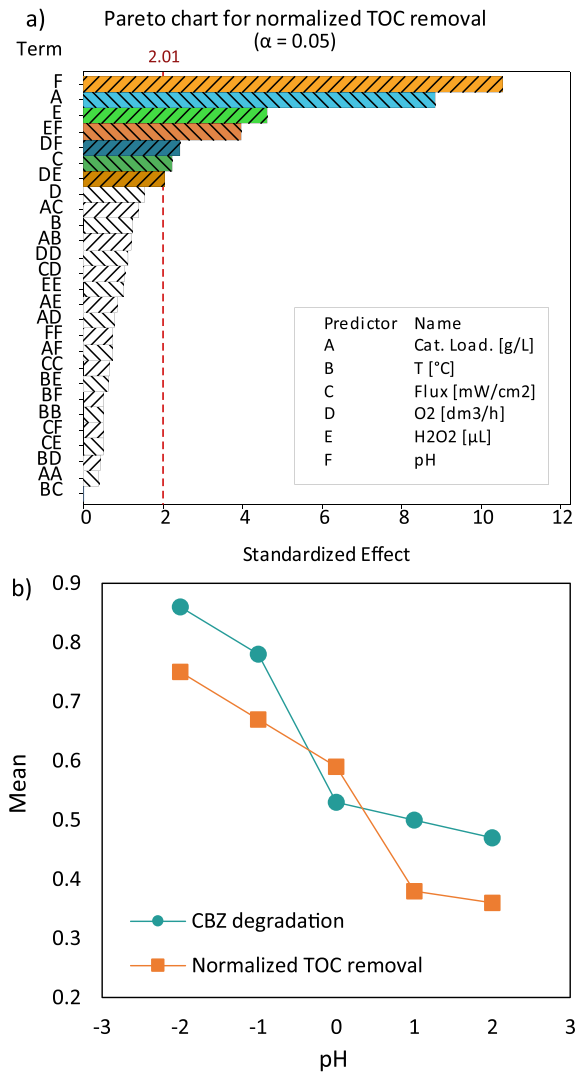 a)
Pareto chart for normalized TOC removal
(α = 0.05)
Term
2.01
F
A
E
EF
DF
C
DE
D
AC
B
AB
DD
CD
EE
AE
AD
FF
AF
CC
BE
BF
BB
CF
CE
BD
AA
BC
Predictor Name
A Cat. Load. [g/L]
B T [°C]
C Flux [mW/cm2]
D O2 [dm3/h]
E H2O2 [µL]
F pH
0 2 4 6 8 10 12
Standardized Effect
b)
0.9
0.8
0.7
0.6
0.5
0.4
0.3
0.2
Mean
CBZ degradation
Normalized TOC removal
-3 -2 -1 0 1 2 3
pH